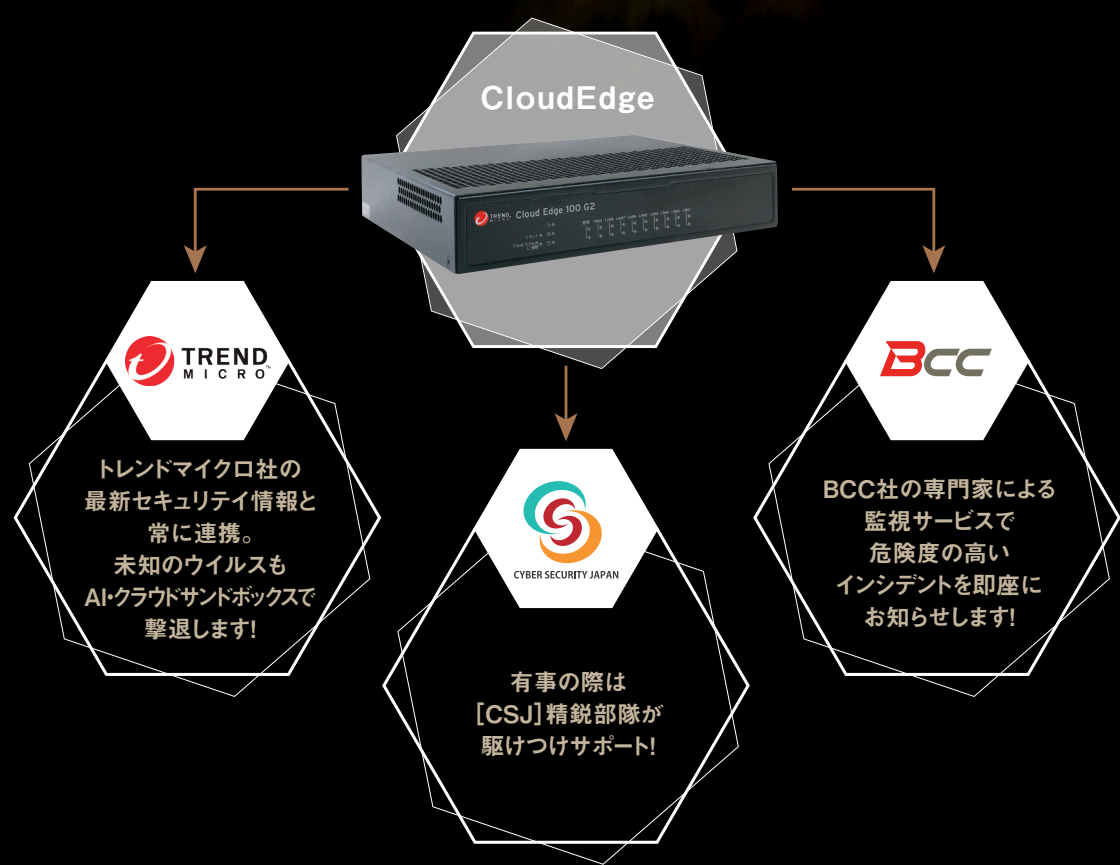 CloudEdge
TREND MICRO
Cloud Edge 100 G2
TREND
MICRO™
トレンドマイクロ社の
最新セキュリテイ情報と
常に連携。
未知のウイルスも
AI・クラウドサンドボックスで
撃退します!
CYBER SECURITY JAPAN
有事の際は
[CSJ]精鋭部隊が
駆けつけサポート!
BCC
BCC社の専門家による
監視サービスで
危険度の高い
インシデントを即座に
お知らせします!